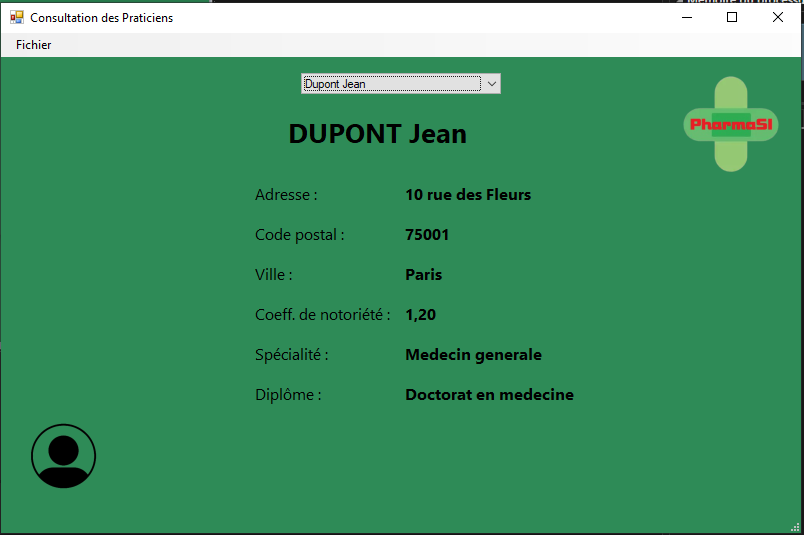 Consultation des Praticiens
Fichier
Dupont Jean
PharmaSI
DUPONT Jean
Adresse : 10 rue des Fleurs
Code postal : 75001
Ville : Paris
Coeff. de notoriété : 1,20
Spécialité : Medecin generale
Diplôme : Doctorat en medecine